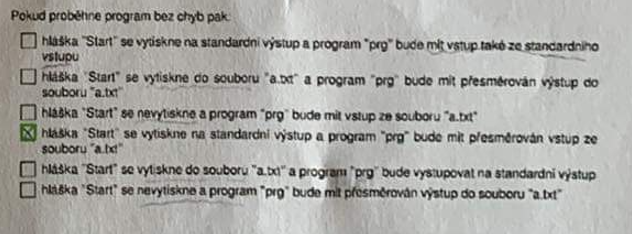 Pokud proběhne program bez chyb pak:
hláška "Start" se vytiskne na standardní výstup a program "prg" bude mít vstup také ze standardního
vstupu
hláška "Start" se vytiskne do souboru "a.txt" a program "prg" bude mít přesměrován výstup do
souboru "a.txt"
hláška "Start" se nevytiskne a program "prg" bude mít vstup ze souboru "a.txt"
hláška "Start" se vytiskne na standardní výstup a program "prg" bude mít přesměrován vstup ze
souboru "a.txt"
hláška "Start" se vytiskne do souboru "a.txt" a program "prg" bude vystupovat na standardní výstup
hláška "Start" se nevytiskne a program "prg" bude mít přesměrován výstup do souboru "a.txt"